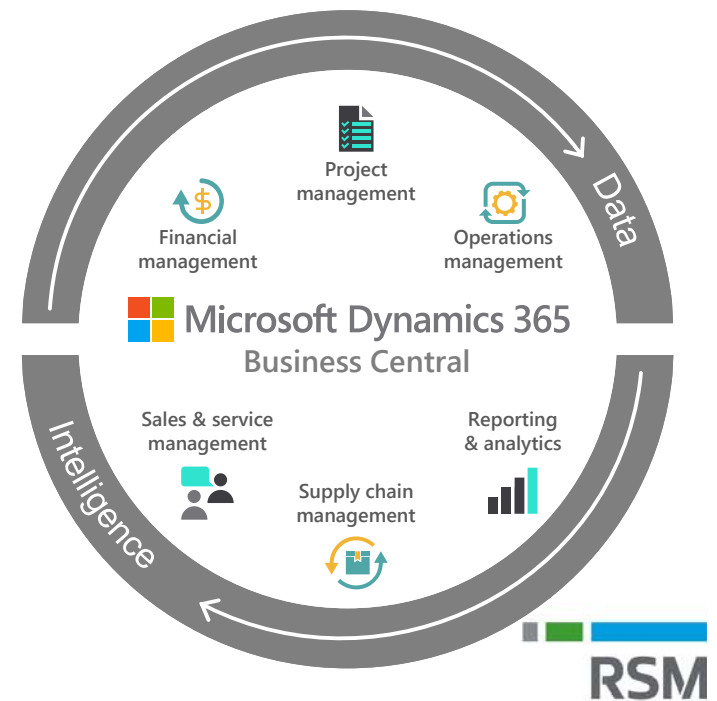 Project
management
Financial
management
Operations
management
Data
Microsoft Dynamics 365
Business Central
Sales & service
management
Reporting
& analytics
Supply chain
management
Intelligence
RSM